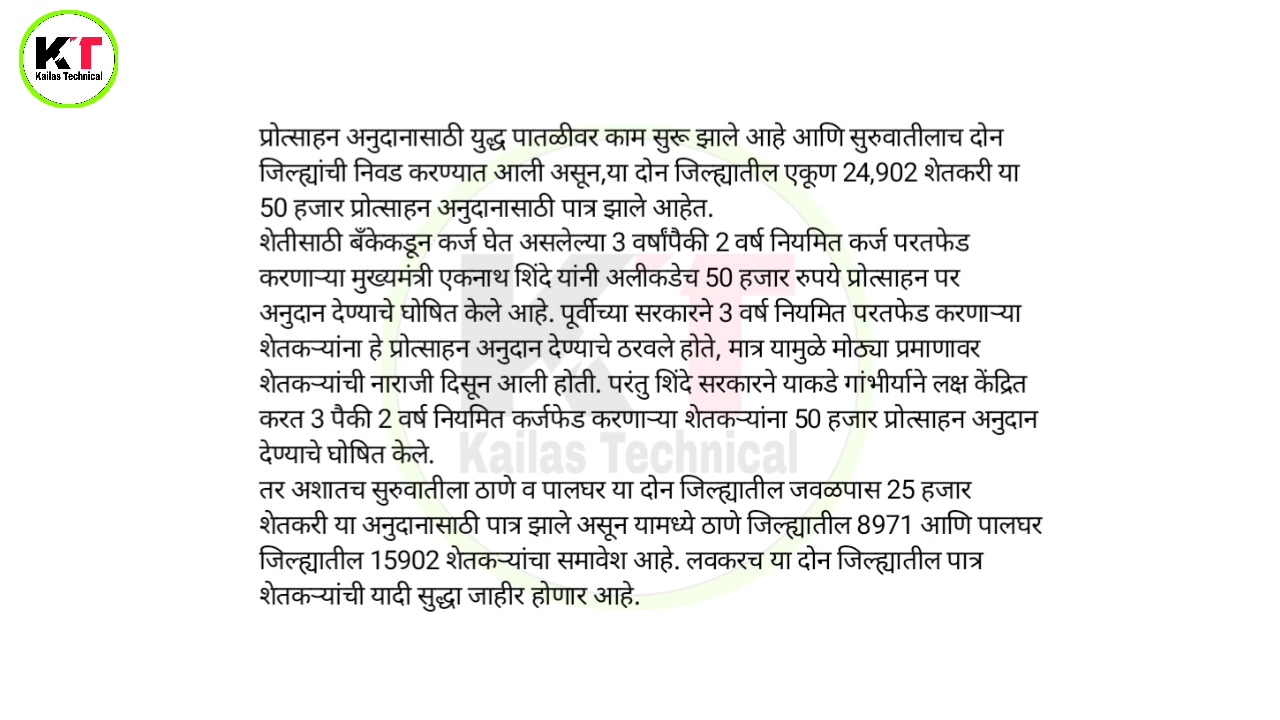 KT
Kailas Technical
प्रोत्साहन अनुदानासाठी युद्ध पातळीवर काम सुरू झाले आहे आणि सुरुवातीलाच दोन
जिल्ह्यांची निवड करण्यात आली असून,या दोन जिल्ह्यातील एकूण 24,902 शेतकरी या
50 हजार प्रोत्साहन अनुदानासाठी पात्र झाले आहेत.
शेतीसाठी बँकेकडून कर्ज घेत असलेल्या 3 वर्षांपैकी 2 वर्ष नियमित कर्ज परतफेड
करणाऱ्या मुख्यमंत्री एकनाथ शिंदे यांनी अलीकडेच 50 हजार रुपये प्रोत्साहन पर
अनुदान देण्याचे घोषित केले आहे. पूर्वीच्या सरकारने 3 वर्ष नियमित परतफेड करणाऱ्या
शेतकऱ्यांना हे प्रोत्साहन अनुदान देण्याचे ठरवले होते, मात्र यामुळे मोठ्या प्रमाणावर
शेतकऱ्यांची नाराजी दिसून आली होती. परंतु शिंदे सरकारने याकडे गांभीर्याने लक्ष केंद्रित
करत 3 पैकी 2 वर्ष नियमित कर्जफेड करणाऱ्या शेतकऱ्यांना 50 हजार प्रोत्साहन अनुदान
देण्याचे घोषित केले.
तर अशातच सुरुवातीला ठाणे व पालघर या दोन जिल्ह्यातील जवळपास 25 हजार
शेतकरी या अनुदानासाठी पात्र झाले असून यामध्ये ठाणे जिल्ह्यातील 8971 आणि पालघर
जिल्ह्यातील 15902 शेतकऱ्यांचा समावेश आहे. लवकरच या दोन जिल्ह्यातील पात्र
शेतकऱ्यांची यादी सुद्धा जाहीर होणार आहे.
KT
Kailas Technical